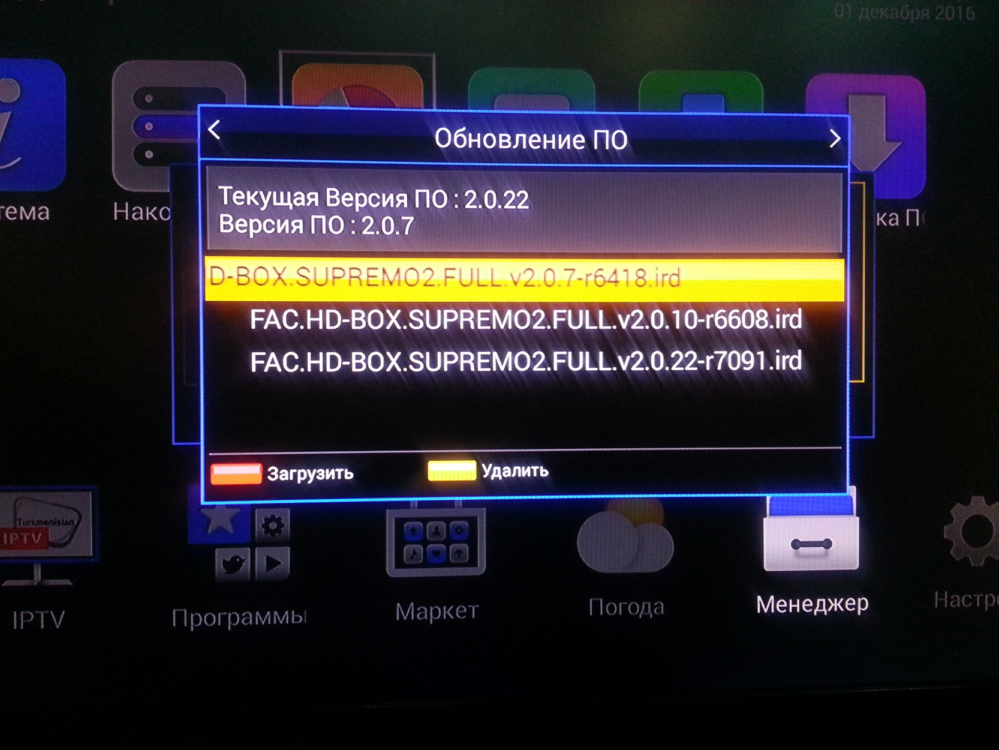 01 декабря 2016
Обновление ПО
Текущая Версия ПО : 2.0.22
Версия ПО : 2.0.7
D-BOX.SUPREMO2.FULL.v2.0.7-r6418.ird
FAC.HD-BOX.SUPREMO2.FULL.v2.0.10-r6608.ird
FAC.HD-BOX.SUPREMO2.FULL.v2.0.22-r7091.ird
Загрузить Удалить
тема Нако ка ПО
Turkmenistan
IPTV
IPTV Программы Маркет Погода Менеджер Настро